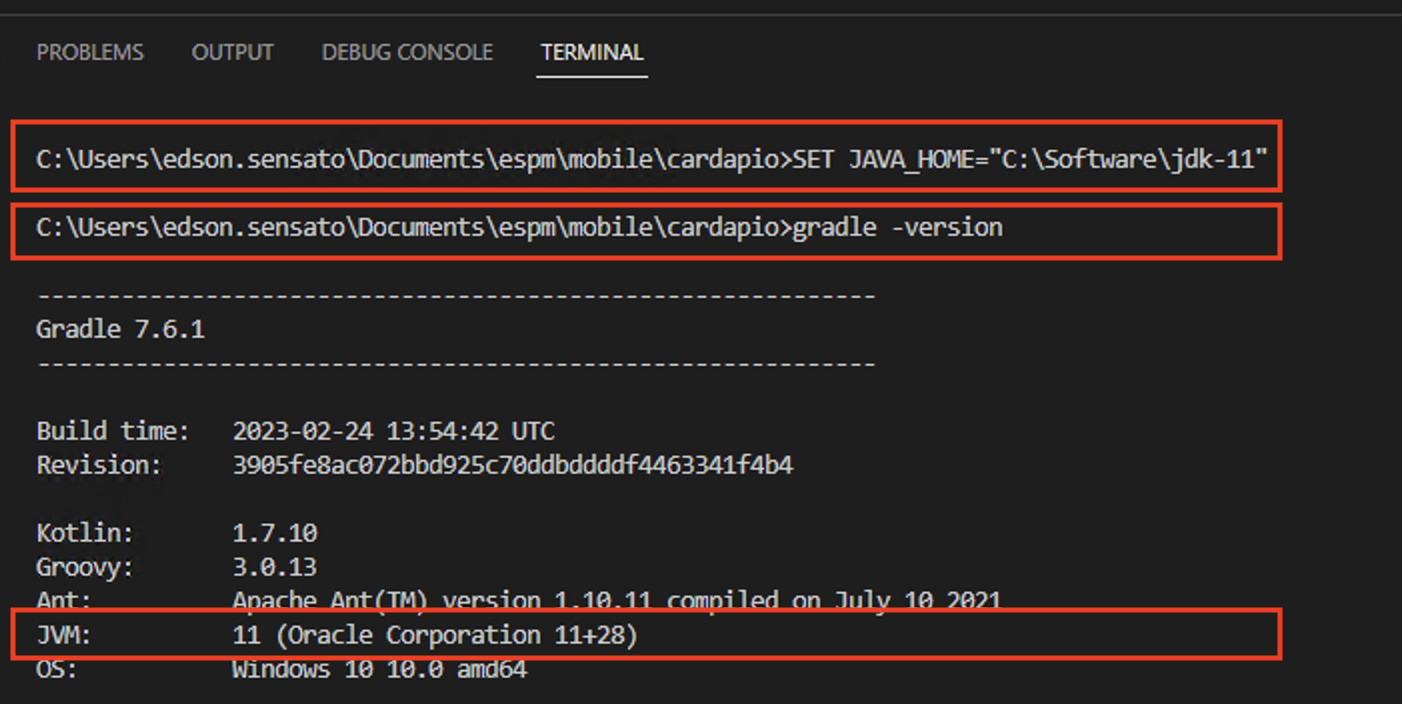 PROBLEMS OUTPUT DEBUG CONSOLE TERMINAL
C:\Users\edson.sensato\Documents\espm\mobile\cardapio>SET JAVA_HOME="C:\Software\jdk-11"
C:\Users\edson.sensato\Documents\espm\mobile\cardapio>gradle -version
------------------------------------------------------------
Gradle 7.6.1
------------------------------------------------------------
Build time:   2023-02-24 13:54:42 UTC
Revision:     3905fe8ac072bbd925c70ddbddddf4463341f4b4
Kotlin:       1.7.10
Groovy:       3.0.13
Ant:          Apache Ant(TM) version 1.10.11 compiled on July 10 2021
JVM:          11 (Oracle Corporation 11+28)
OS:           Windows 10 10.0 amd64